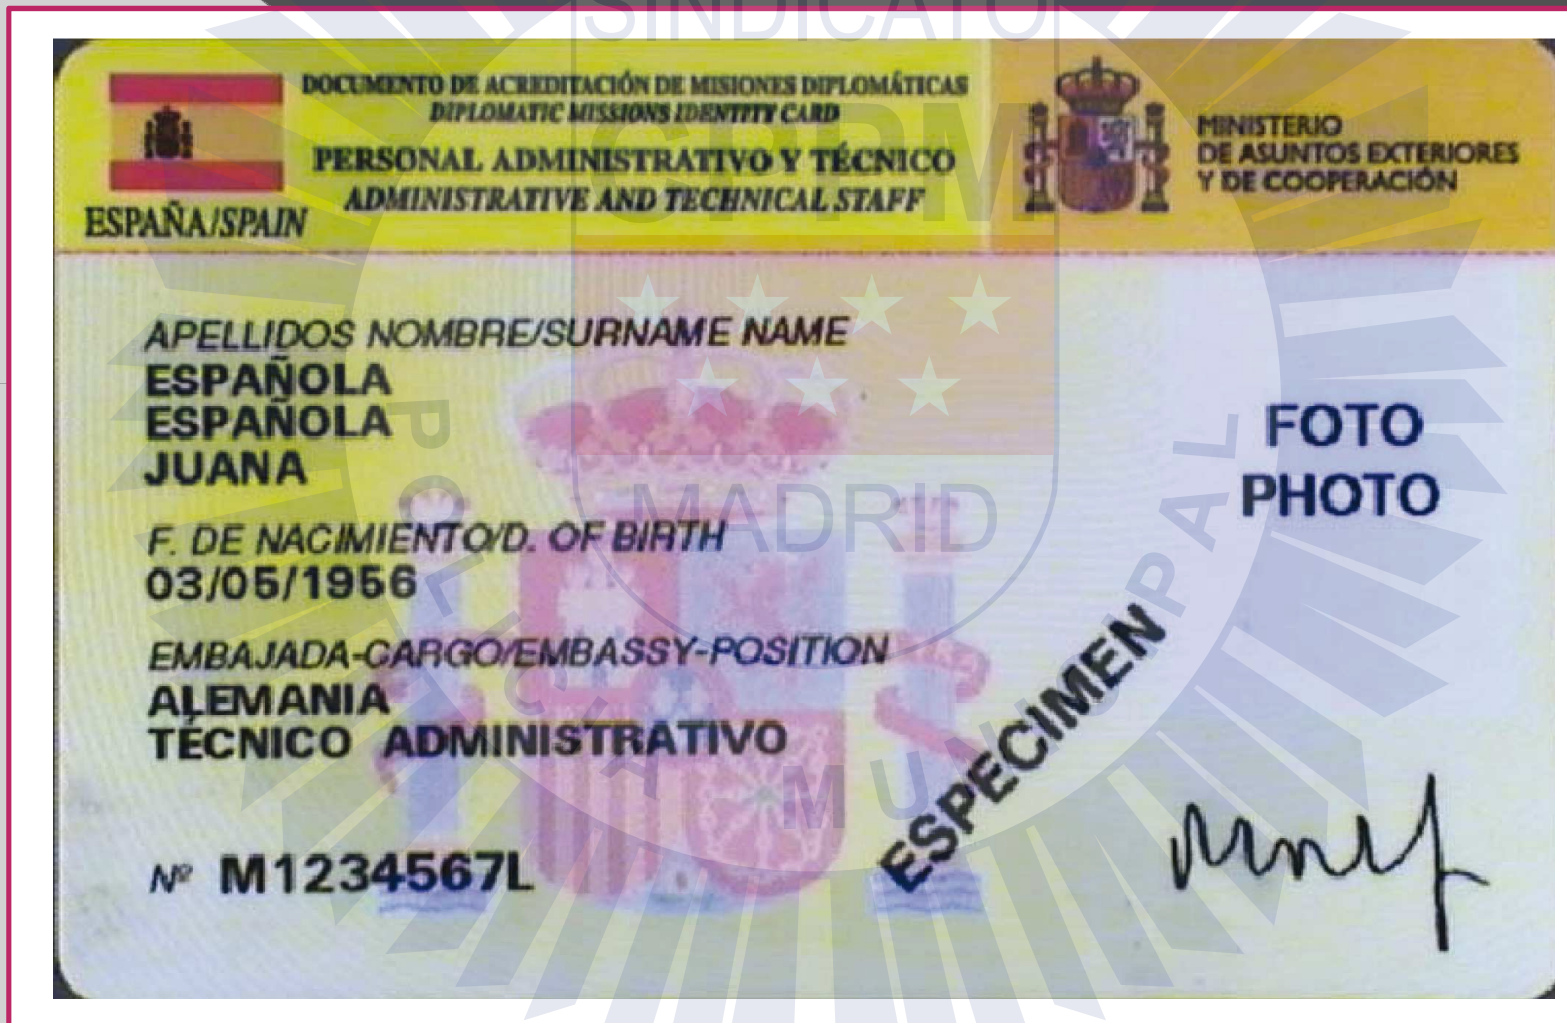 SINDICATO
CPPM
MADRID
POLICIA MUNICIPAL
DOCUMENTO DE ACREDITACIÓN DE MISIONES DIPLOMÁTICAS
DIPLOMATIC MISSIONS IDENTITY CARD
PERSONAL ADMINISTRATIVO Y TÉCNICO
ADMINISTRATIVE AND TECHNICAL STAFF
ESPAÑA/SPAIN
MINISTERIO
DE ASUNTOS EXTERIORES
Y DE COOPERACIÓN
APELLIDOS NOMBRE/SURNAME NAME
ESPAÑOLA
ESPAÑOLA
JUANA
F. DE NACIMIENTO/D. OF BIRTH
03/05/1956
EMBAJADA-CARGO/EMBASSY-POSITION
ALEMANIA
TÉCNICO ADMINISTRATIVO
Nº M1234567L
FOTO
PHOTO
ESPECIMEN